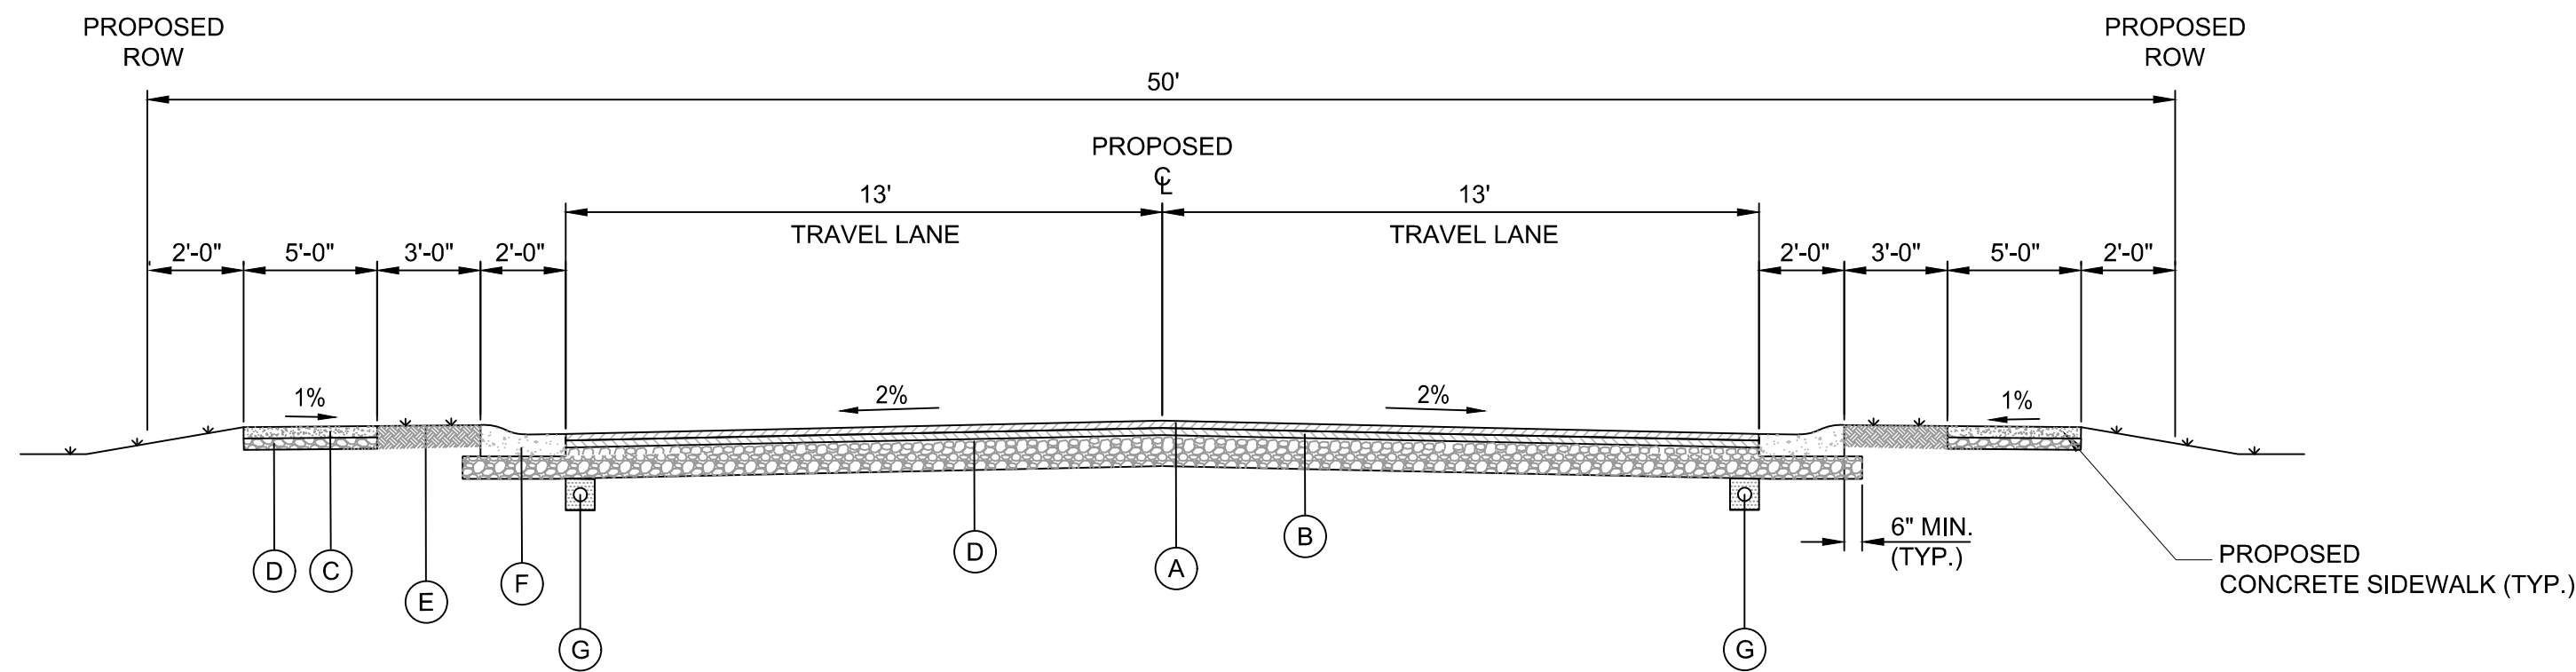 PROPOSED
ROW
PROPOSED
ROW
50'
PROPOSED
℄
13'
13'
TRAVEL LANE
TRAVEL LANE
2'-0" 5'-0" 3'-0" 2'-0"
2'-0" 3'-0" 5'-0" 2'-0"
1%
2%
2%
1%
6" MIN.
(TYP.)
PROPOSED
CONCRETE SIDEWALK (TYP.)
D
C
E
F
G
D
A
B
G